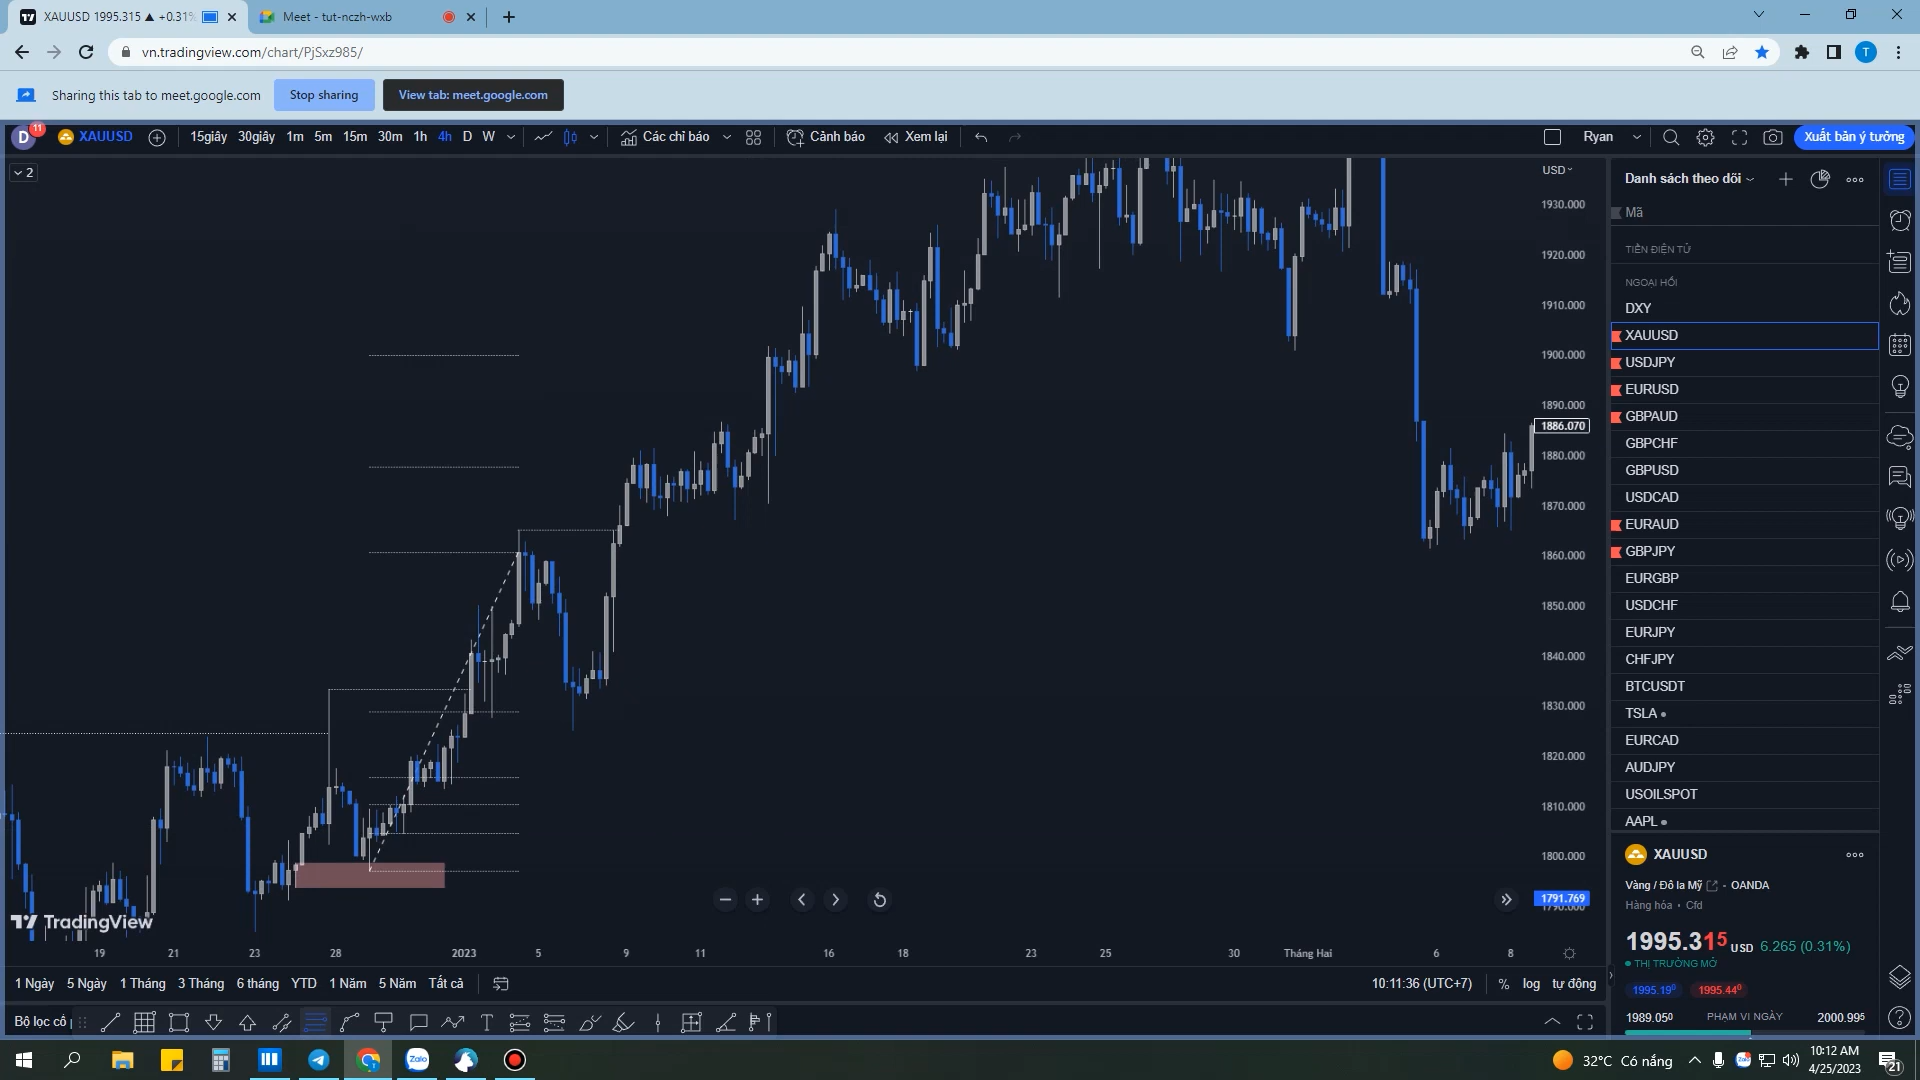 XAUUSD 1995.315 ▲ +0.31%
Meet - tut-nczh-wxb
vn.tradingview.com/chart/PjSxz985/
T
Sharing this tab to meet.google.com
Stop sharing
View tab: meet.google.com
D
11
XAUUSD
15giây
30giây
1m
5m
15m
30m
1h
4h
D
W
Các chỉ báo
Cảnh báo
Xem lại
Ryan
Xuất bản ý tưởng
2
USD
1930.000
1920.000
1910.000
1900.000
1890.000
1886.070
1880.000
1870.000
1860.000
1850.000
1840.000
1830.000
1820.000
1810.000
1800.000
1791.769
TradingView
19
21
23
28
2023
5
9
11
16
18
23
25
30
Tháng Hai
6
8
Danh sách theo dõi
Mã
TIỀN ĐIỆN TỬ
NGOẠI HỐI
DXY
XAUUSD
USDJPY
EURUSD
GBPAUD
GBPCHF
GBPUSD
USDCAD
EURAUD
GBPJPY
EURGBP
USDCHF
EURJPY
CHFJPY
BTCUSDT
TSLA
EURCAD
AUDJPY
USOILSPOT
AAPL
XAUUSD
Vàng / Đô la Mỹ - OANDA
Hàng hóa • Cfd
1995.315 USD 6.265 (0.31%)
THỊ TRƯỜNG MỞ
1995.190 1995.440
1989.050 PHẠM VI NGÀY 2000.995
1 Ngày
5 Ngày
1 Tháng
3 Tháng
6 tháng
YTD
1 Năm
5 Năm
Tất cả
10:11:36 (UTC+7)
%
log
tự động
Bộ lọc cổ
Zalo
32°C Có nắng
10:12 AM
4/25/2023
21